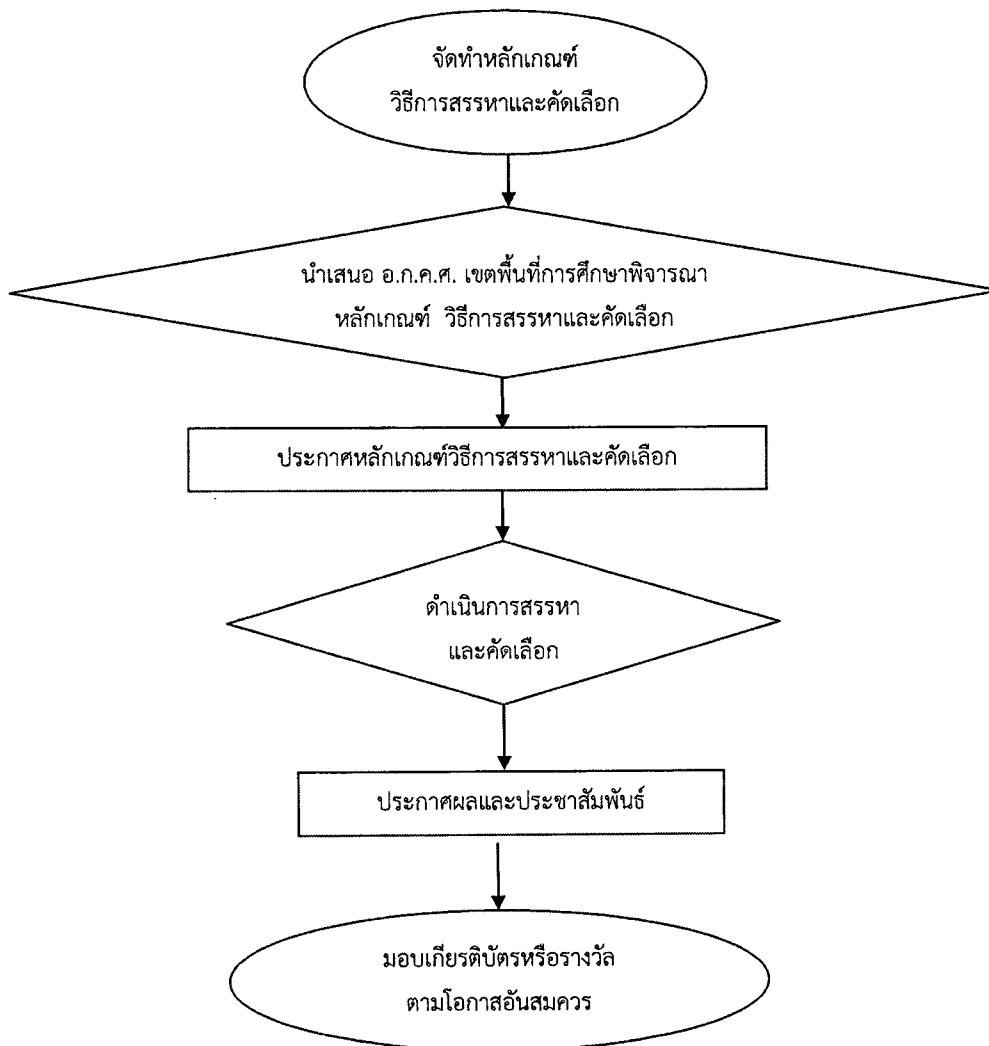 จัดทำหลักเกณฑ์
วิธีการสรรหาและคัดเลือก
นำเสนอ อ.ก.ค.ศ. เขตพื้นที่การศึกษาพิจารณา
หลักเกณฑ์ วิธีการสรรหาและคัดเลือก
ประกาศหลักเกณฑ์วิธีการสรรหาและคัดเลือก
ดำเนินการสรรหา
และคัดเลือก
ประกาศผลและประชาสัมพันธ์
มอบเกียรติบัตรหรือรางวัล
ตามโอกาสอันสมควร